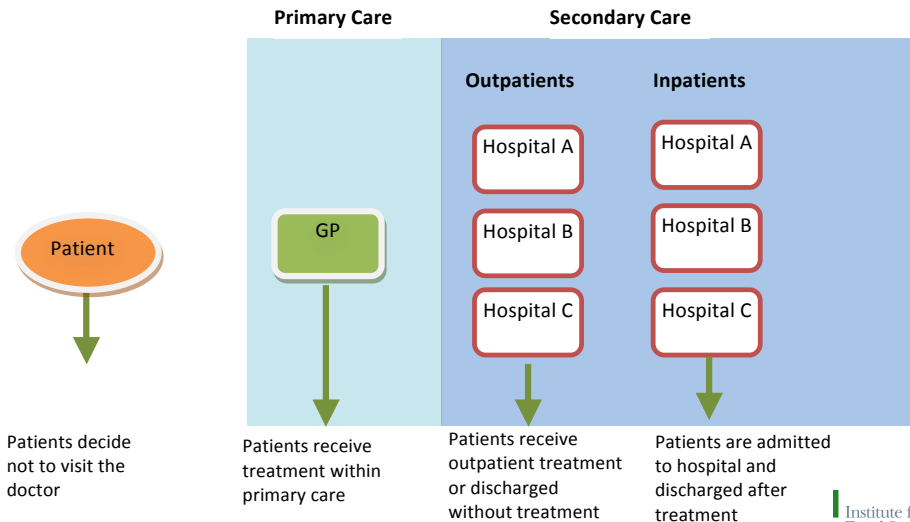 Primary Care
Secondary Care
Outpatients
Inpatients
Hospital A
Hospital A
Patient
GP
Hospital B
Hospital B
Hospital C
Hospital C
Patients decide
not to visit the
doctor
Patients receive
treatment within
primary care
Patients receive
outpatient treatment
or discharged
without treatment
Patients are admitted
to hospital and
discharged after
treatment
Institute f